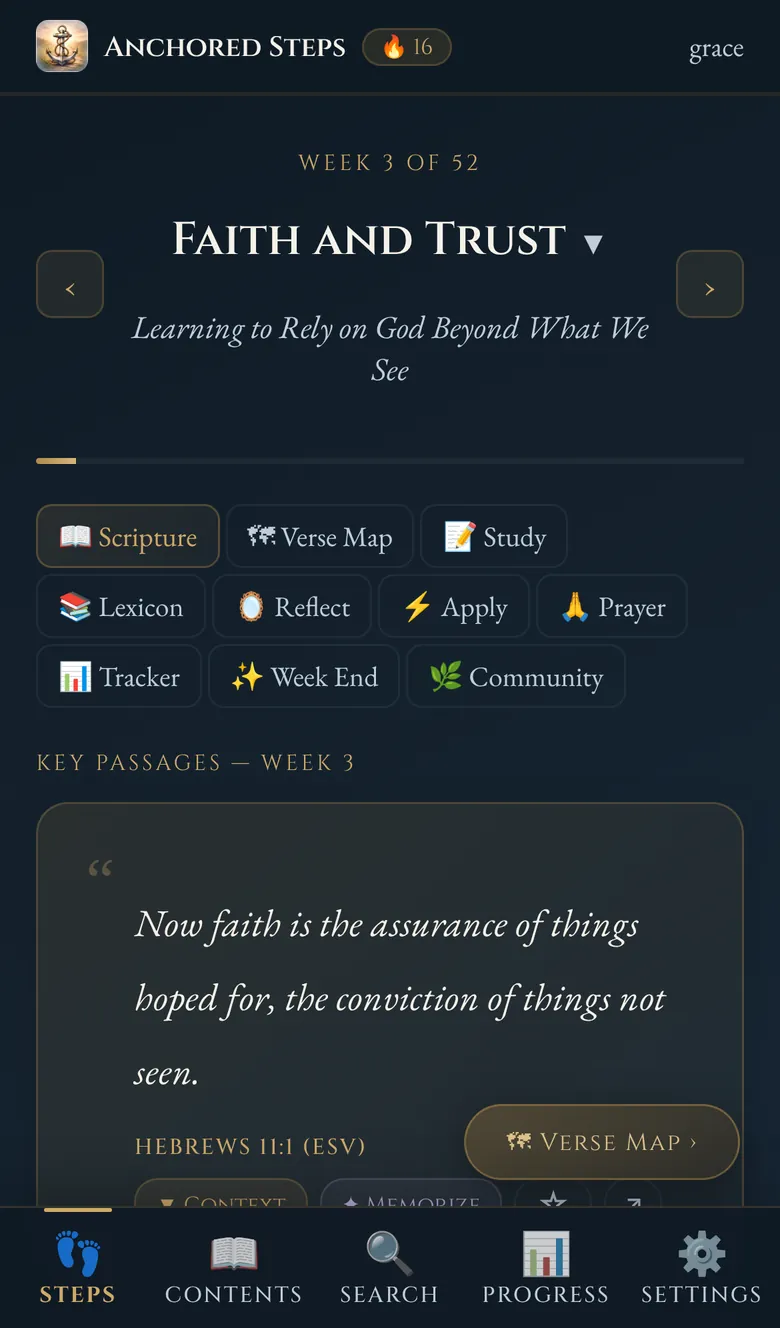 Anchored Steps 🔥 16 grace
WEEK 3 OF 52
Faith and Trust ▼
‹ ›
Learning to Rely on God Beyond What We
See
📖 Scripture 🗺 Verse Map 📝 Study
📚 Lexicon 🪞 Reflect ⚡ Apply 🙏 Prayer
📊 Tracker ✨ Week End 🌿 Community
KEY PASSAGES — WEEK 3
“
Now faith is the assurance of things
hoped for, the conviction of things not
seen.
HEBREWS 11:1 (ESV)
🗺 Verse Map ›
▼ Context ✦ Memorize ☆ ↗
STEPS CONTENTS SEARCH PROGRESS SETTINGS